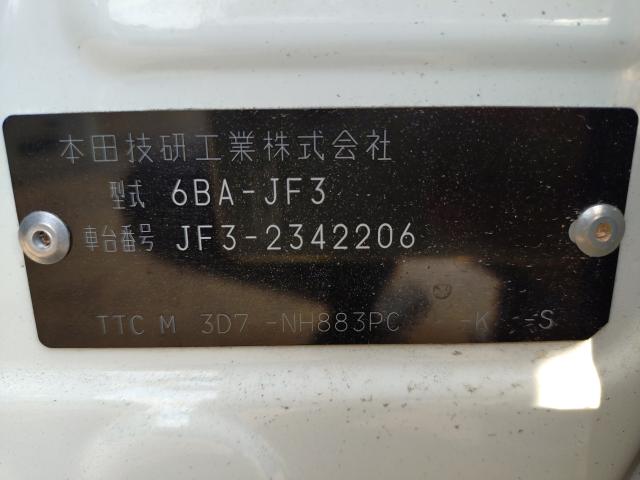 本田技研工業株式会社
型式 6BA-JF3
車台番号 JF3-2342206
TTC M 3D7 -NH883PC -K -S